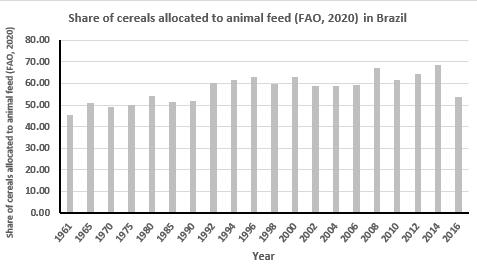 Share of cereals allocated to animal feed (FAO, 2020) in Brazil
Share of cereals allocated to animal feed (FAO, 2020)
80.00
70.00
60.00
50.00
40.00
30.00
20.00
10.00
0.00
1961 1965 1970 1975 1980 1985 1990 1992 1994 1996 1998 2000 2002 2004 2006 2008 2010 2012 2014 2016
Year